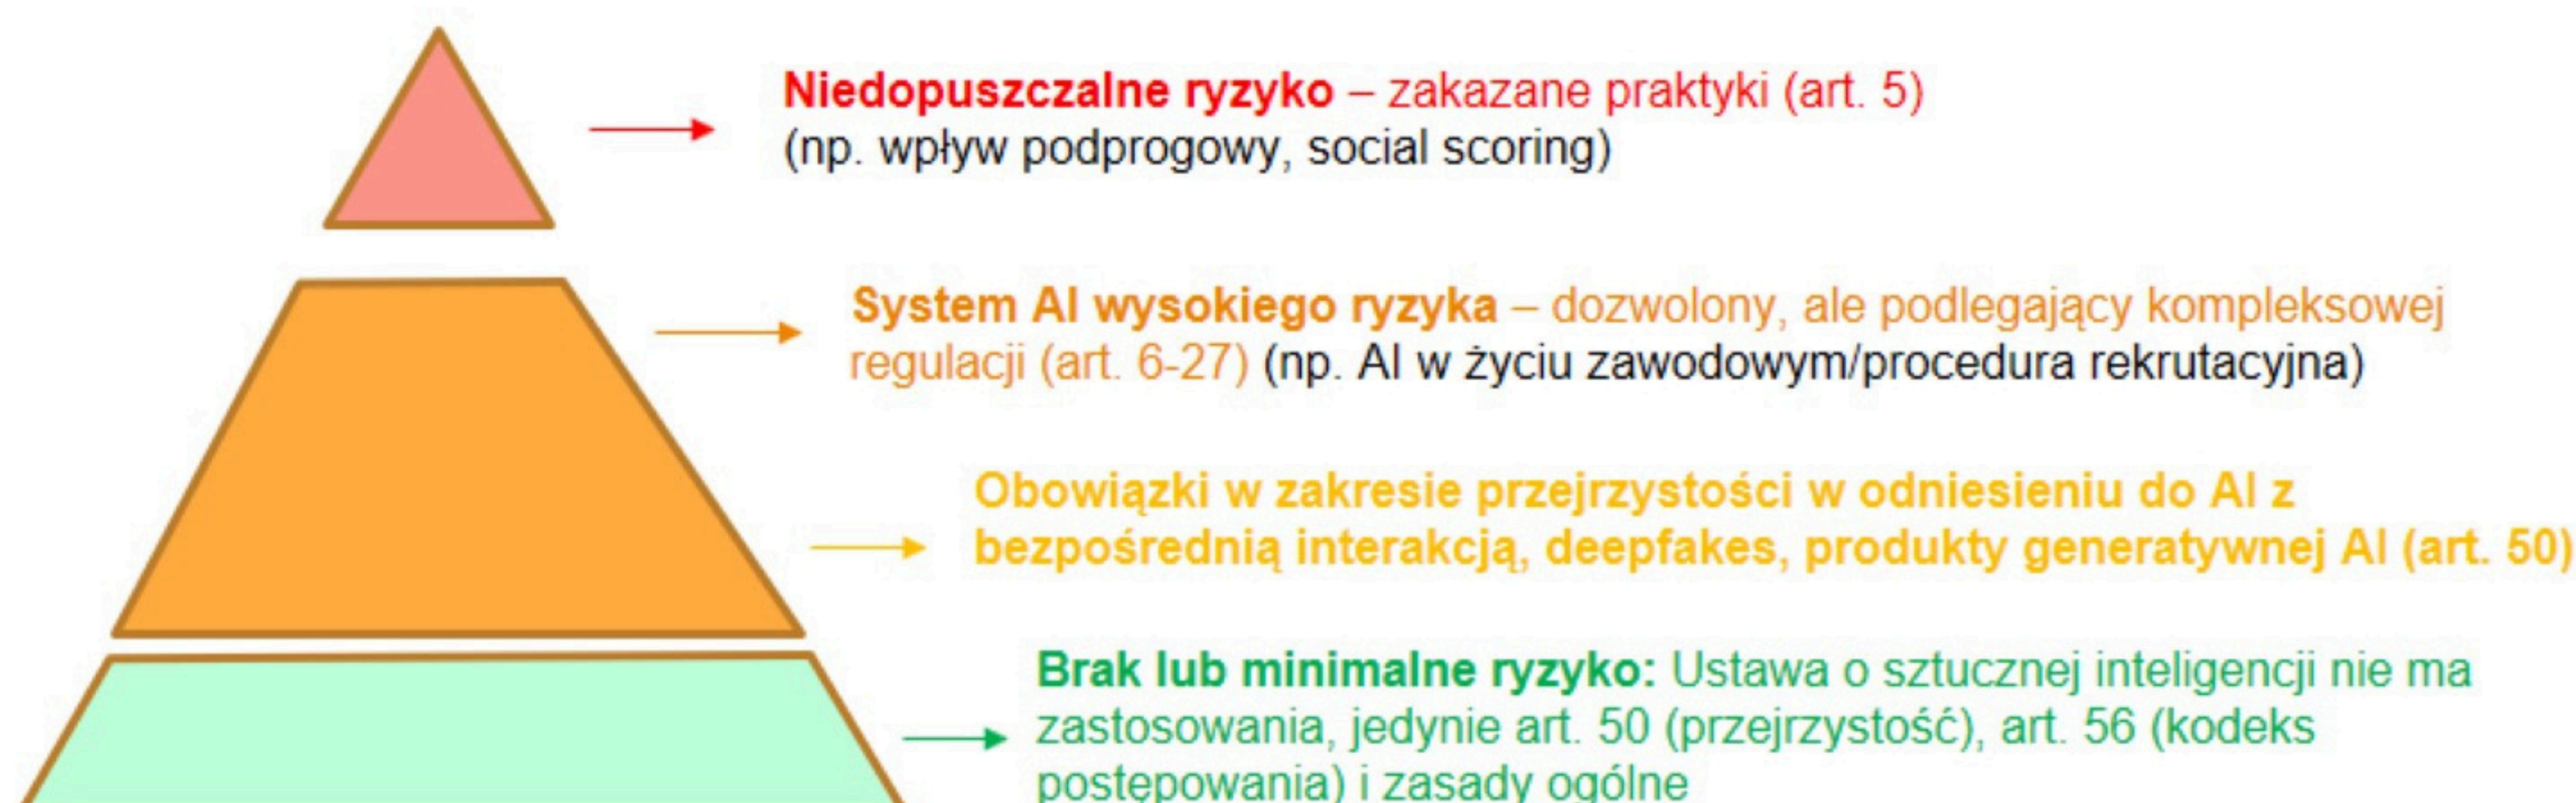 Niedopuszczalne ryzyko – zakazane praktyki (art. 5)
(np. wpływ podprogowy, social scoring)
System AI wysokiego ryzyka – dozwolony, ale podlegający kompleksowej
regulacji (art. 6-27) (np. AI w życiu zawodowym/procedura rekrutacyjna)
Obowiązki w zakresie przejrzystości w odniesieniu do AI z
bezpośrednią interakcją, deepfakes, produkty generatywnej AI (art. 50)
Brak lub minimalne ryzyko: Ustawa o sztucznej inteligencji nie ma
zastosowania, jedynie art. 50 (przejrzystość), art. 56 (kodeks
postępowania) i zasady ogólne